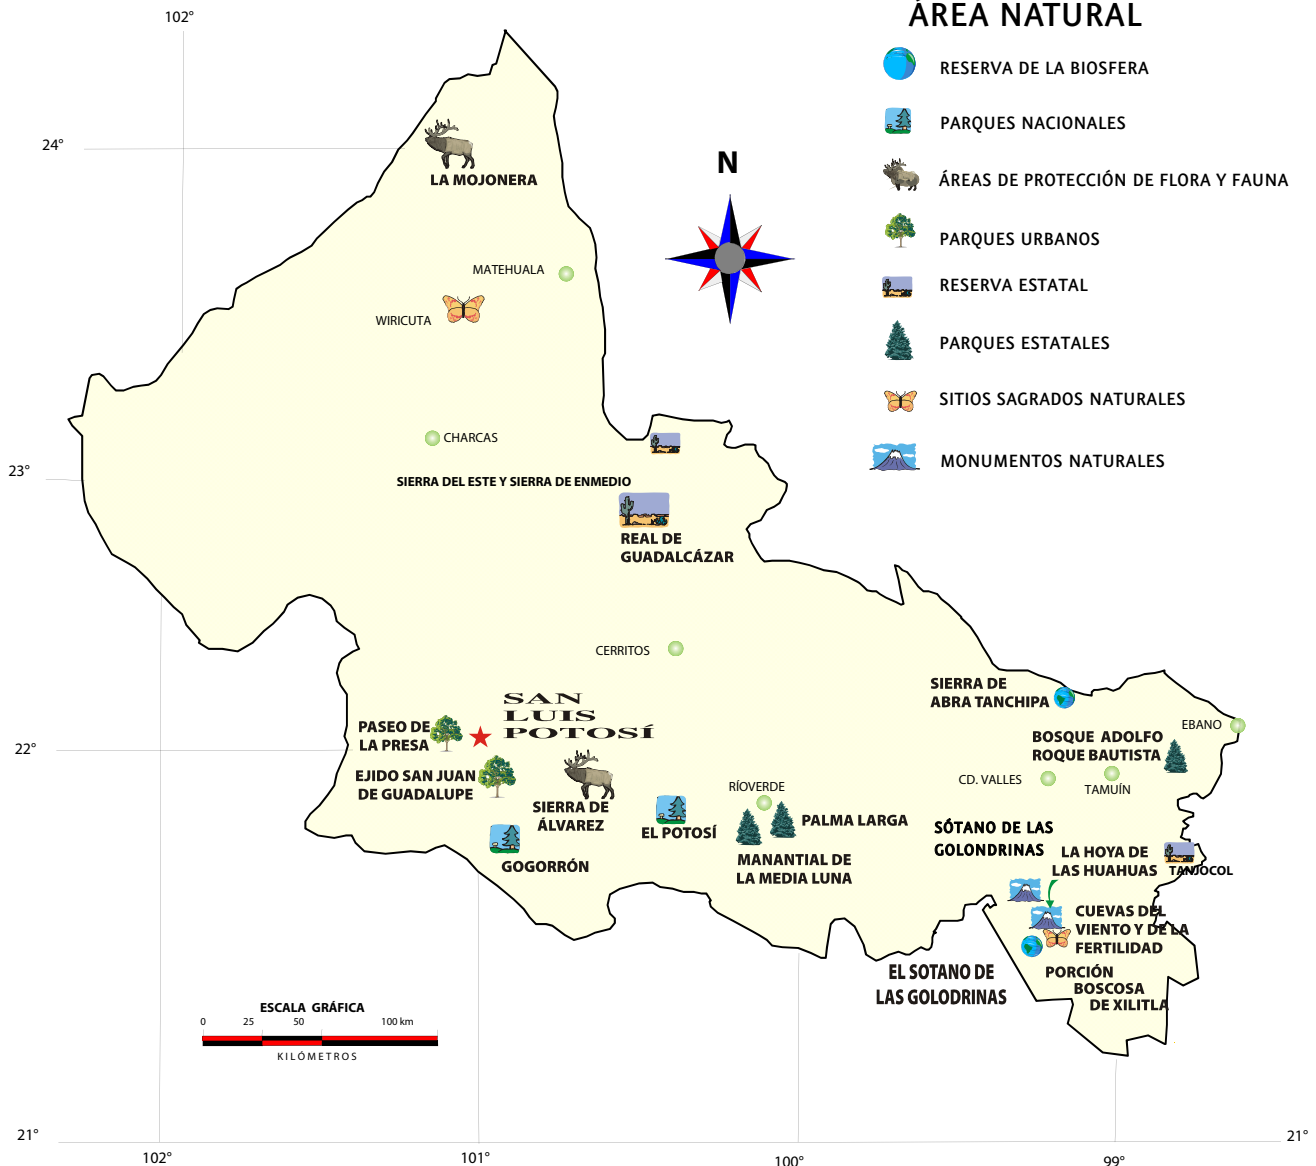 ÁREA NATURAL
RESERVA DE LA BIOSFERA
PARQUES NACIONALES
ÁREAS DE PROTECCIÓN DE FLORA Y FAUNA
PARQUES URBANOS
RESERVA ESTATAL
PARQUES ESTATALES
SITIOS SAGRADOS NATURALES
MONUMENTOS NATURALES
102°
24°
N
LA MOJONERA
MATEHUALA
WIRICUTA
CHARCAS
23°
SIERRA DEL ESTE Y SIERRA DE ENMEDIO
REAL DE
GUADALCÁZAR
CERRITOS
SAN
LUIS
POTOSÍ
PASEO DE
LA PRESA
22°
EJIDO SAN JUAN
DE GUADALUPE
SIERRA DE
ÁLVAREZ
GOGORRÓN
EL POTOSÍ
RÍOVERDE
PALMA LARGA
MANANTIAL DE
LA MEDIA LUNA
SIERRA DE
ABRA TANCHIPA
EBANO
BOSQUE ADOLFO
ROQUE BAUTISTA
CD. VALLES
TAMUÍN
SÓTANO DE LAS
GOLONDRINAS
LA HOYA DE
LAS HUAHUAS
TANJOCOL
CUEVAS DEL
VIENTO Y DE LA
FERTILIDAD
PORCIÓN
BOSCOSA
DE XILITLA
EL SOTANO DE
LAS GOLODRINAS
ESCALA GRÁFICA
0 25 50 100 km
KILÓMETROS
21°
21°
102°
101°
100°
99°